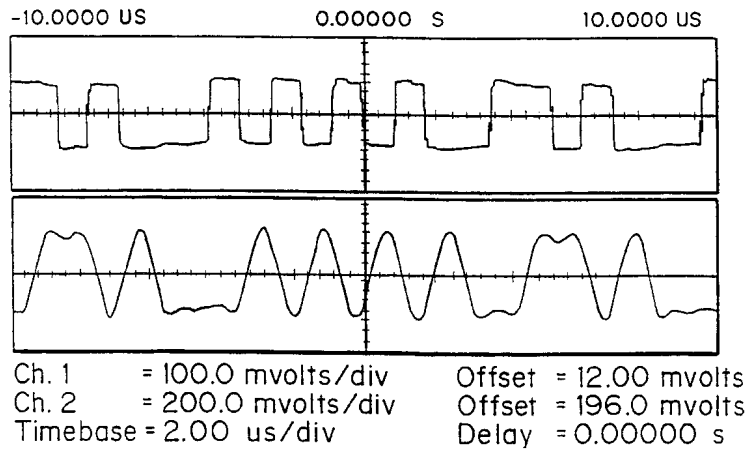 -10.0000 US 0.00000 S 10.0000 US
Ch. 1 = 100.0 mvolts/div Offset = 12.00 mvolts
Ch. 2 = 200.0 mvolts/div Offset = 196.0 mvolts
Timebase = 2.00 us/div Delay = 0.00000 s